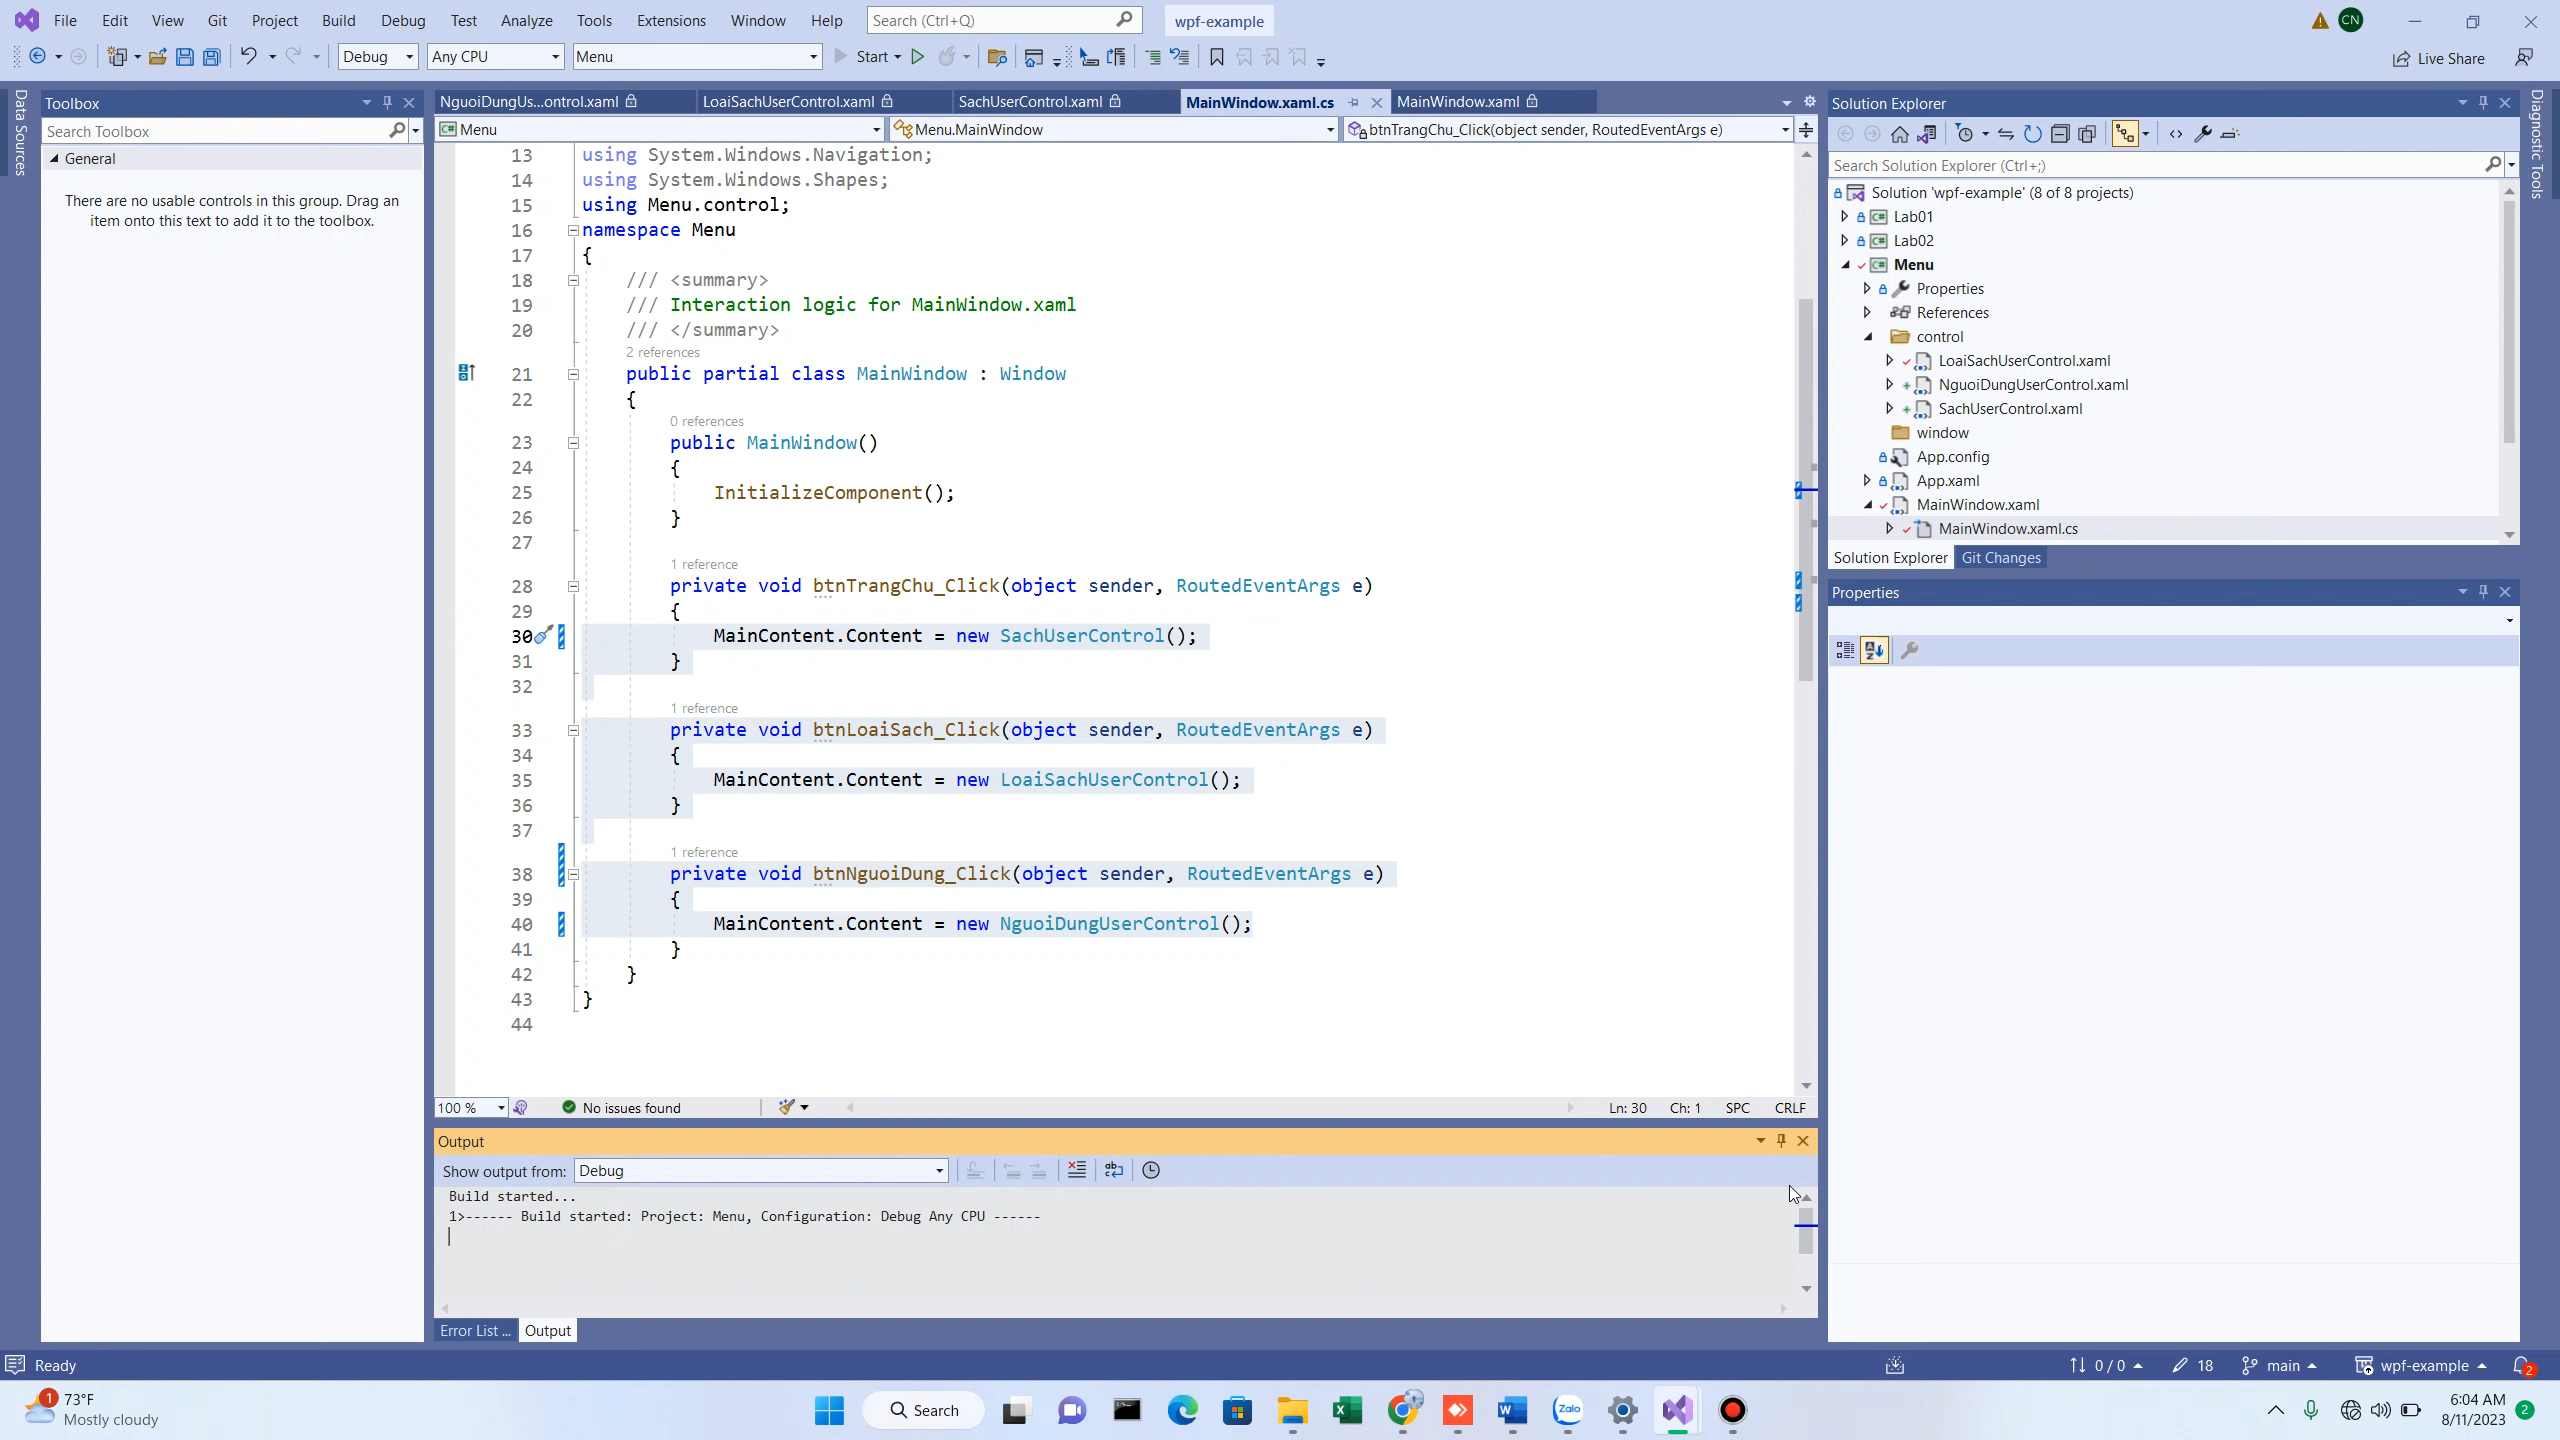 File Edit View Git Project Build Debug Test Analyze Tools Extensions Window Help Search (Ctrl+Q) wpf-example CN
Debug Any CPU Menu Start Live Share
Data Sources
Toolbox
Search Toolbox
General
There are no usable controls in this group. Drag an
item onto this text to add it to the toolbox.
NguoiDungUs...ontrol.xaml LoaiSachUserControl.xaml SachUserControl.xaml MainWindow.xaml.cs MainWindow.xaml
Menu Menu.MainWindow btnTrangChu_Click(object sender, RoutedEventArgs e)
13 using System.Windows.Navigation;
14 using System.Windows.Shapes;
15 using Menu.control;
16 namespace Menu
17 {
18 /// <summary>
19 /// Interaction logic for MainWindow.xaml
20 /// </summary>
2 references
21 public partial class MainWindow : Window
22 {
0 references
23 public MainWindow()
24 {
25 InitializeComponent();
26 }
27
1 reference
28 private void btnTrangChu_Click(object sender, RoutedEventArgs e)
29 {
30 MainContent.Content = new SachUserControl();
31 }
32
1 reference
33 private void btnLoaiSach_Click(object sender, RoutedEventArgs e)
34 {
35 MainContent.Content = new LoaiSachUserControl();
36 }
37
1 reference
38 private void btnNguoiDung_Click(object sender, RoutedEventArgs e)
39 {
40 MainContent.Content = new NguoiDungUserControl();
41 }
42 }
43 }
44
100 % No issues found Ln: 30 Ch: 1 SPC CRLF
Output
Show output from: Debug
Build started...
1>------ Build started: Project: Menu, Configuration: Debug Any CPU ------
Error List ... Output
Solution Explorer
Search Solution Explorer (Ctrl+;)
Solution 'wpf-example' (8 of 8 projects)
Lab01
Lab02
Menu
Properties
References
control
LoaiSachUserControl.xaml
NguoiDungUserControl.xaml
SachUserControl.xaml
window
App.config
App.xaml
MainWindow.xaml
MainWindow.xaml.cs
Solution Explorer Git Changes
Properties
Diagnostic Tools
Ready 0 / 0 18 main wpf-example 2
1 73°F
Mostly cloudy
Search
Zalo
6:04 AM
8/11/2023
2